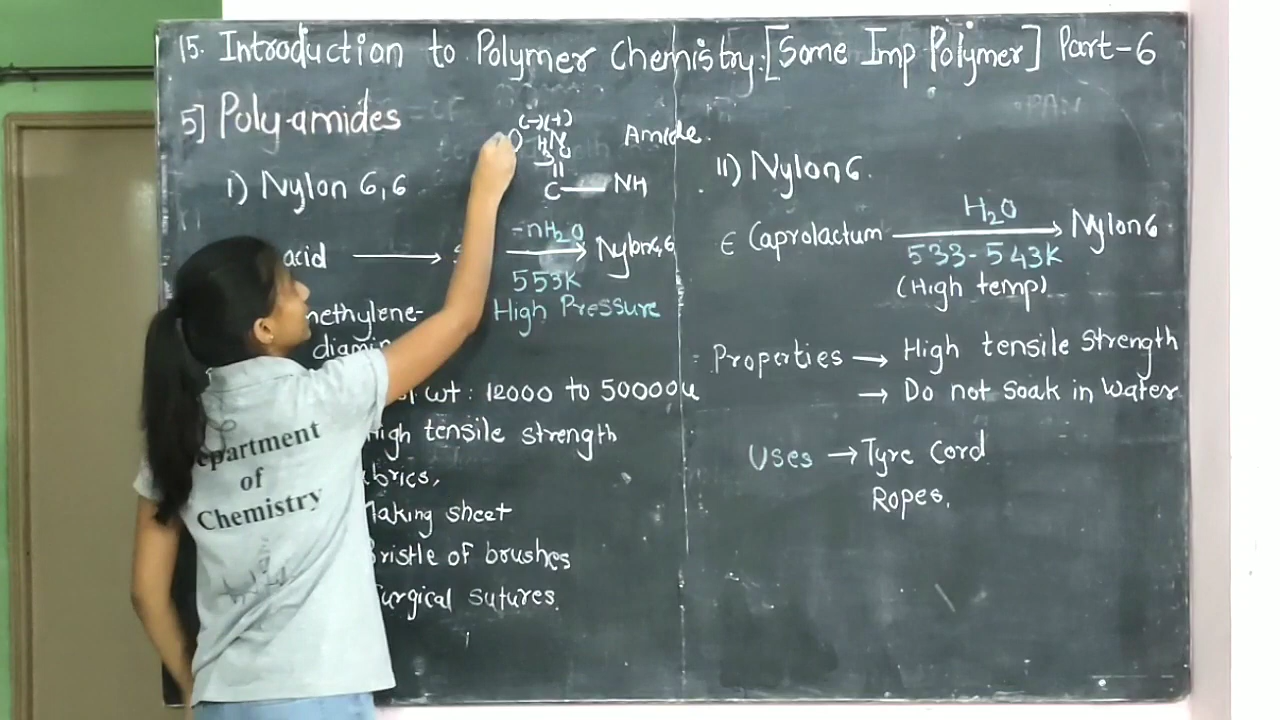 15. Introduction to Polymer Chemistry. [Some Imp Polymer] Part-6
5] Poly-amides
Amide.
(-)(+)
O
C — NH
i) Nylon 6,6
acid ⟶ -nH2O ⟶ Nylon 6,6
553K
High Pressure
methylene-
diamin
wt : 12000 to 50000u
High tensile strength
Fabrics,
Making sheet
Bristle of brushes
Surgical sutures.
II) Nylon 6.
Є Caprolactum H2O ⟶ Nylon 6
533-543K
(High temp)
Properties → High tensile strength
→ Do not soak in water
Uses → Tyre Cord
Ropes.
Department
of
Chemistry